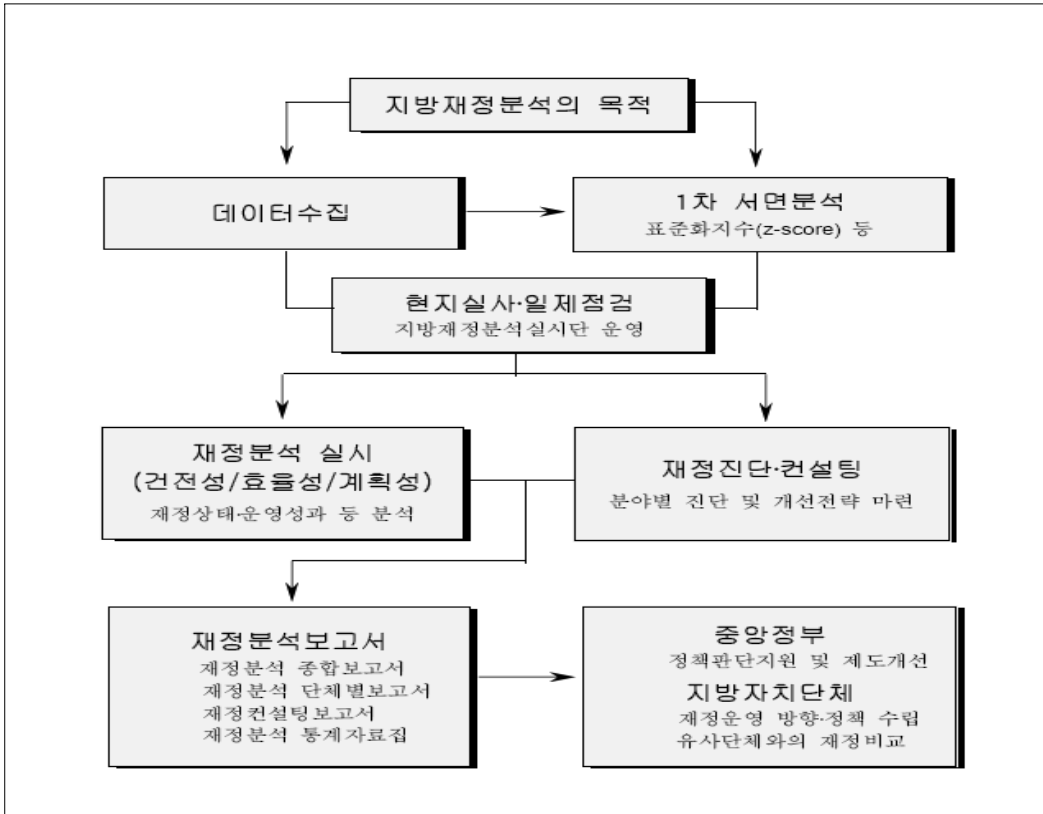 지방재정분석의 목적
데이터수집
1차 서면분석
표준화지수(z-score) 등
현지실사·일제점검
지방재정분석실시단 운영
재정분석 실시
(건전성/효율성/계획성)
재정상태·운영성과 등 분석
재정진단·컨설팅
분야별 진단 및 개선전략 마련
재정분석보고서
재정분석 종합보고서
재정분석 단체별보고서
재정컨설팅보고서
재정분석 통계자료집
중앙정부
정책판단지원 및 제도개선
지방자치단체
재정운영 방향·정책 수립
유사단체와의 재정비교